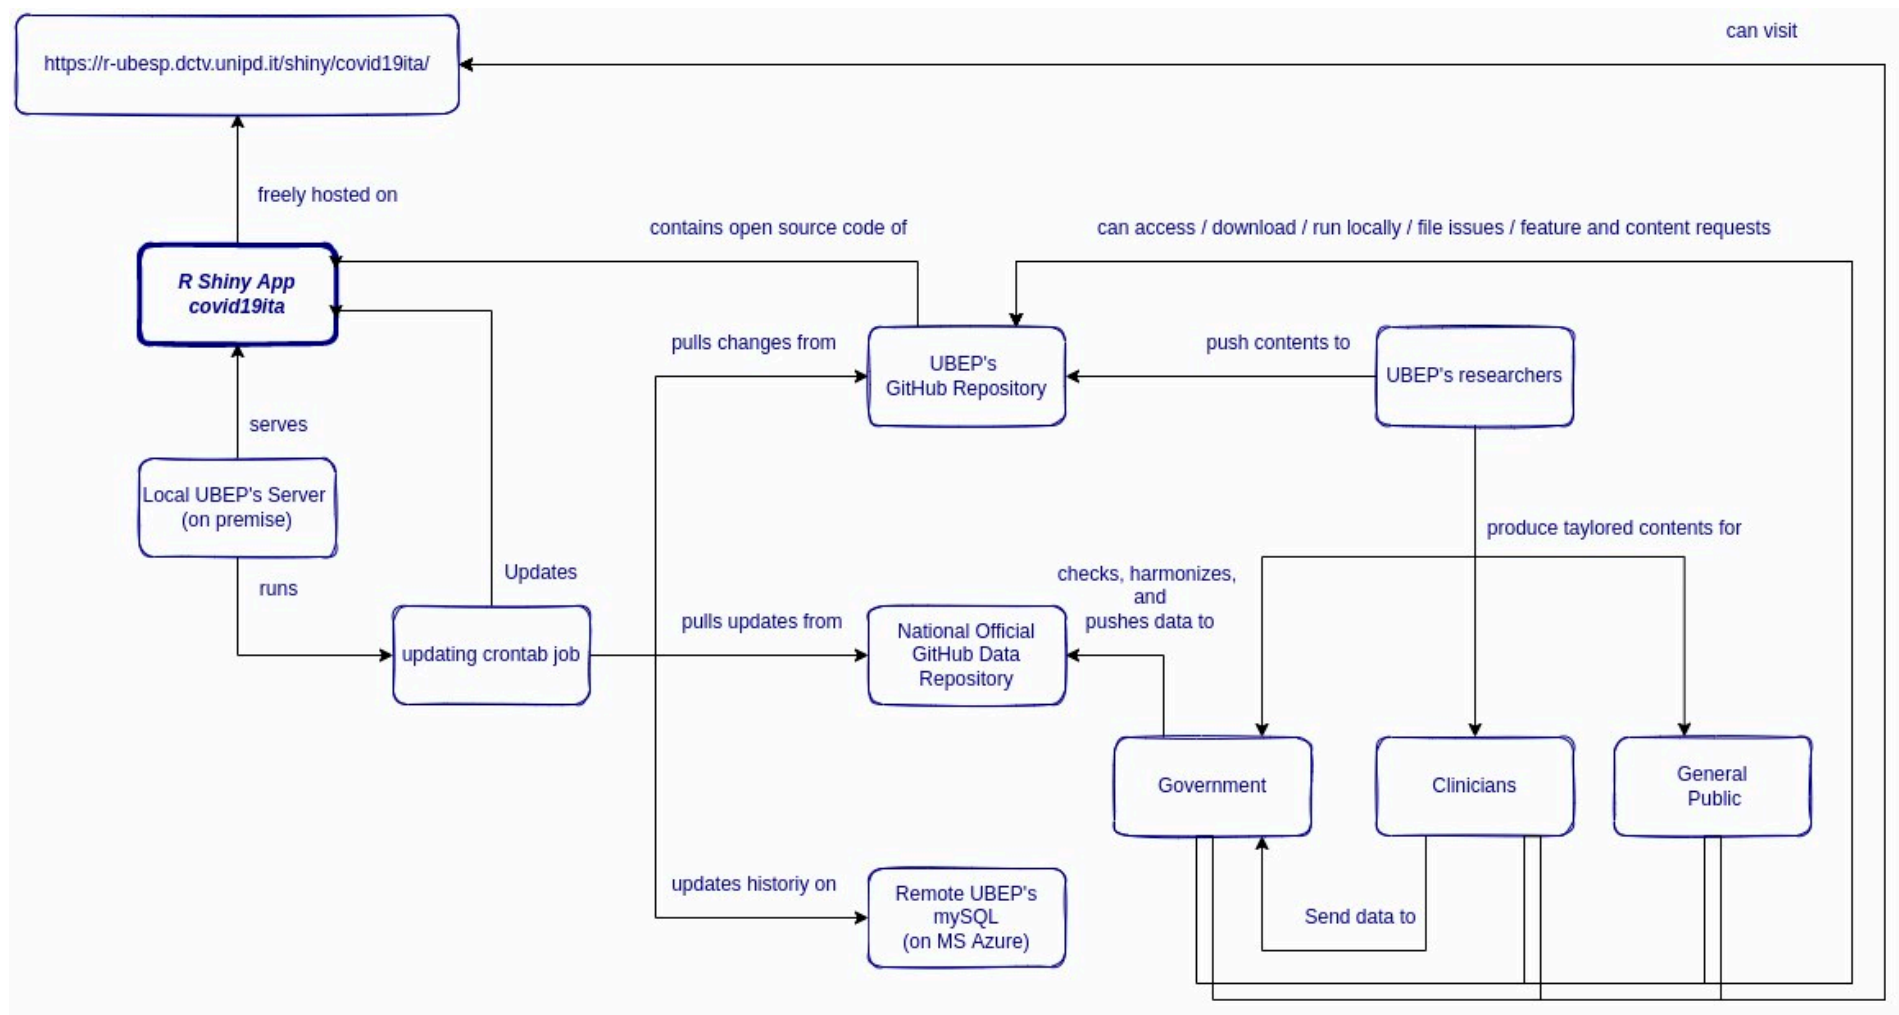 can visit
https://r-ubesp.dctv.unipd.it/shiny/covid19ita/
freely hosted on
contains open source code of
can access / download / run locally / file issues / feature and content requests
R Shiny App
covid19ita
pulls changes from
UBEP's
GitHub Repository
push contents to
UBEP's researchers
serves
Local UBEP's Server
(on premise)
produce taylored contents for
runs
Updates
checks, harmonizes,
and
pushes data to
updating crontab job
pulls updates from
National Official
GitHub Data
Repository
Government
Clinicians
General
Public
updates historiy on
Remote UBEP's
mySQL
(on MS Azure)
Send data to